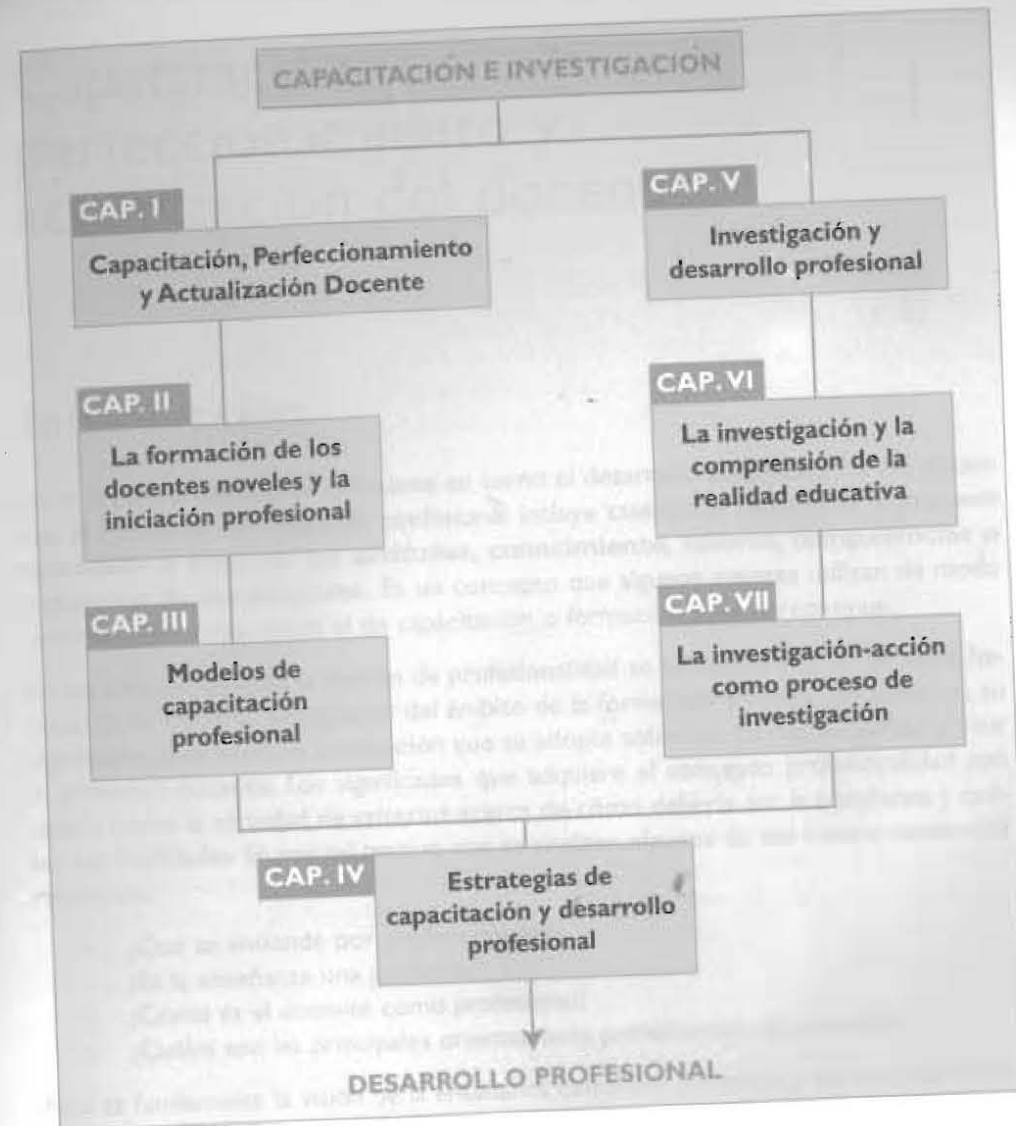 CAPACITACIÓN E INVESTIGACIÓN
CAP. I
Capacitación, Perfeccionamiento
y Actualización Docente
CAP. II
La formación de los
docentes noveles y la
iniciación profesional
CAP. III
Modelos de
capacitación
profesional
CAP. V
Investigación y
desarrollo profesional
CAP. VI
La investigación y la
comprensión de la
realidad educativa
CAP. VII
La investigación-acción
como proceso de
investigación
CAP. IV
Estrategias de
capacitación y desarrollo
profesional
DESARROLLO PROFESIONAL